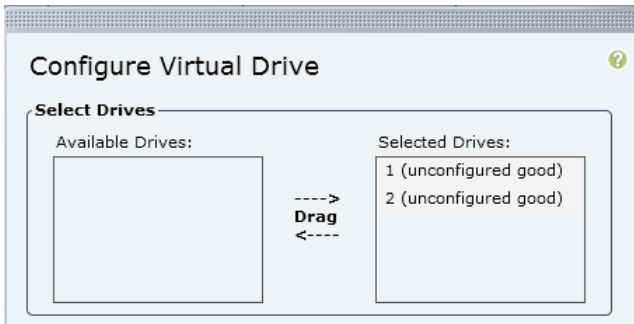 Configure Virtual Drive
?
Select Drives
Available Drives:
Selected Drives:
1 (unconfigured good)
2 (unconfigured good)
---->
Drag
<----